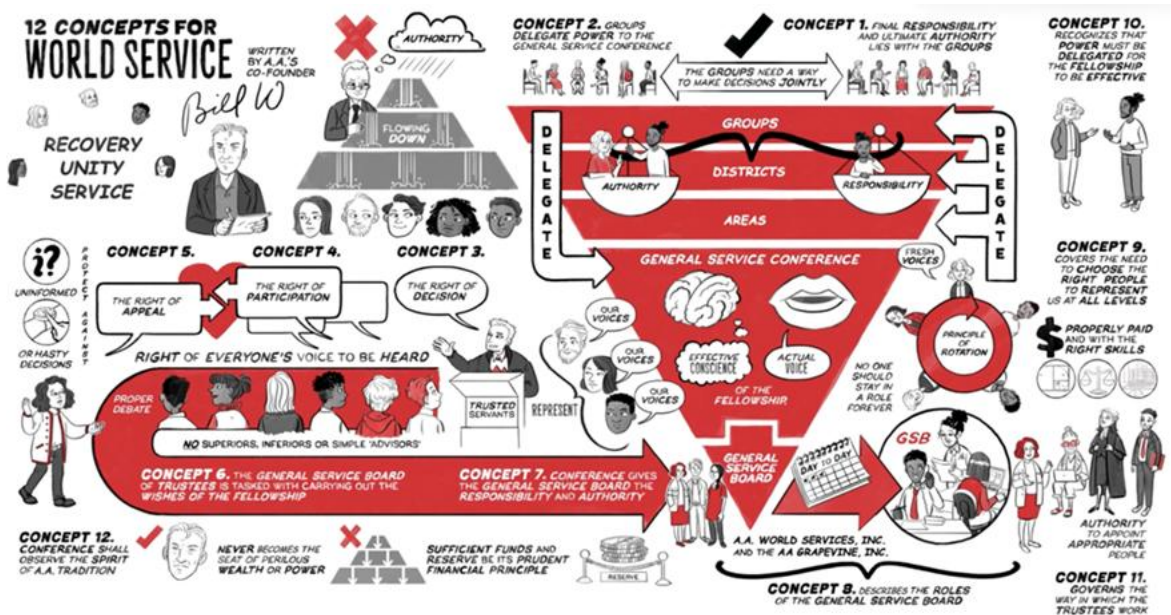 12 CONCEPTS FOR
WORLD SERVICE
WRITTEN
BY A.A.'S
CO-FOUNDER
Bill W
RECOVERY
UNITY
SERVICE
AUTHORITY
FLOWING
DOWN
CONCEPT 2. GROUPS
DELEGATE POWER TO THE
GENERAL SERVICE CONFERENCE
CONCEPT 1. FINAL RESPONSIBILITY
AND ULTIMATE AUTHORITY
LIES WITH THE GROUPS
THE GROUPS NEED A WAY
TO MAKE DECISIONS JOINTLY
CONCEPT 10.
RECOGNIZES THAT
POWER MUST BE
DELEGATED FOR
THE FELLOWSHIP
TO BE EFFECTIVE
DELEGATE
GROUPS
DISTRICTS
AUTHORITY
RESPONSIBILITY
AREAS
DELEGATE
GENERAL SERVICE CONFERENCE
EFFECTIVE
CONSCIENCE
ACTUAL
VOICE
OF THE
FELLOWSHIP.
GENERAL
SERVICE
BOARD
FRESH
VOICES
PRINCIPLE
OF
ROTATION
NO ONE
SHOULD
STAY IN
A ROLE
FOREVER
CONCEPT 9.
COVERS THE NEED
TO CHOOSE THE
RIGHT PEOPLE
TO REPRESENT
US AT ALL LEVELS
$ PROPERLY PAID
AND WITH THE
RIGHT SKILLS
CONCEPT 5.
CONCEPT 4.
CONCEPT 3.
THE RIGHT OF
APPEAL
THE RIGHT OF
PARTICIPATION
THE RIGHT OF
DECISION
i?
UNINFORMED
OR HASTY
DECISIONS
PROTECT AGAINST
RIGHT OF EVERYONE'S VOICE TO BE HEARD
PROPER
DEBATE
NO SUPERIORS, INFERIORS OR SIMPLE 'ADVISORS'
TRUSTED
SERVANTS
REPRESENT
OUR
VOICES
OUR
VOICES
OUR
VOICES
CONCEPT 6. THE GENERAL SERVICE BOARD
OF TRUSTEES IS TASKED WITH CARRYING OUT THE
WISHES OF THE FELLOWSHIP
CONCEPT 7. CONFERENCE GIVES
THE GENERAL SERVICE BOARD THE
RESPONSIBILITY AND AUTHORITY
DAY TO DAY
GSB
AUTHORITY
TO APPOINT
APPROPRIATE
PEOPLE
CONCEPT 12.
CONFERENCE SHALL
OBSERVE THE SPIRIT
OF A.A. TRADITION
NEVER BECOMES THE
SEAT OF PERILOUS
WEALTH OR POWER
SUFFICIENT FUNDS AND
RESERVE BE ITS PRUDENT
FINANCIAL PRINCIPLE
RESERVE
A.A. WORLD SERVICES, INC.
AND THE AA GRAPEVINE, INC.
CONCEPT 8. DESCRIBES THE ROLES
OF THE GENERAL SERVICE BOARD
CONCEPT 11.
GOVERNS THE
WAY IN WHICH THE
TRUSTEES WORK